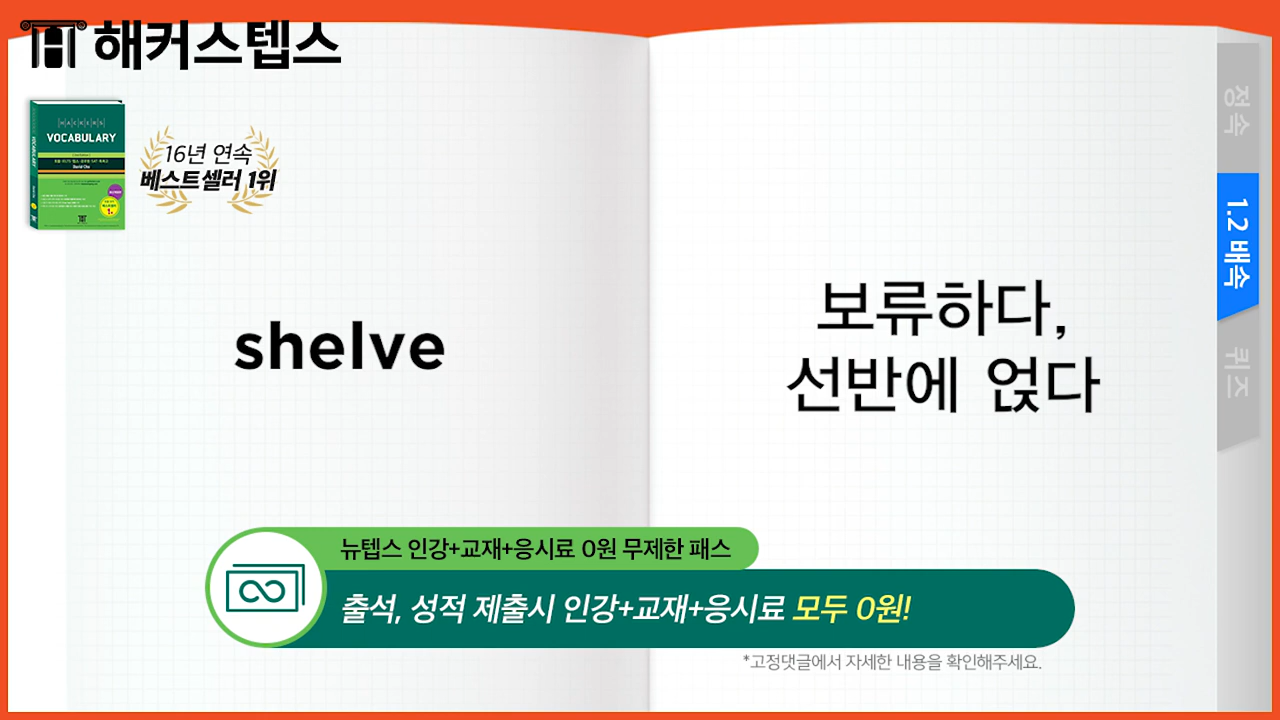 해커스텝스
HACKERS
VOCABULARY
David Cho
VOCABULARY
16년 연속
베스트셀러 1위
정속
1.2 배속
퀴즈
shelve
보류하다,
선반에 얹다
뉴텝스 인강+교재+응시료 0원 무제한 패스
출석, 성적 제출시 인강+교재+응시료 모두 0원!
*고정댓글에서 자세한 내용을 확인해주세요.